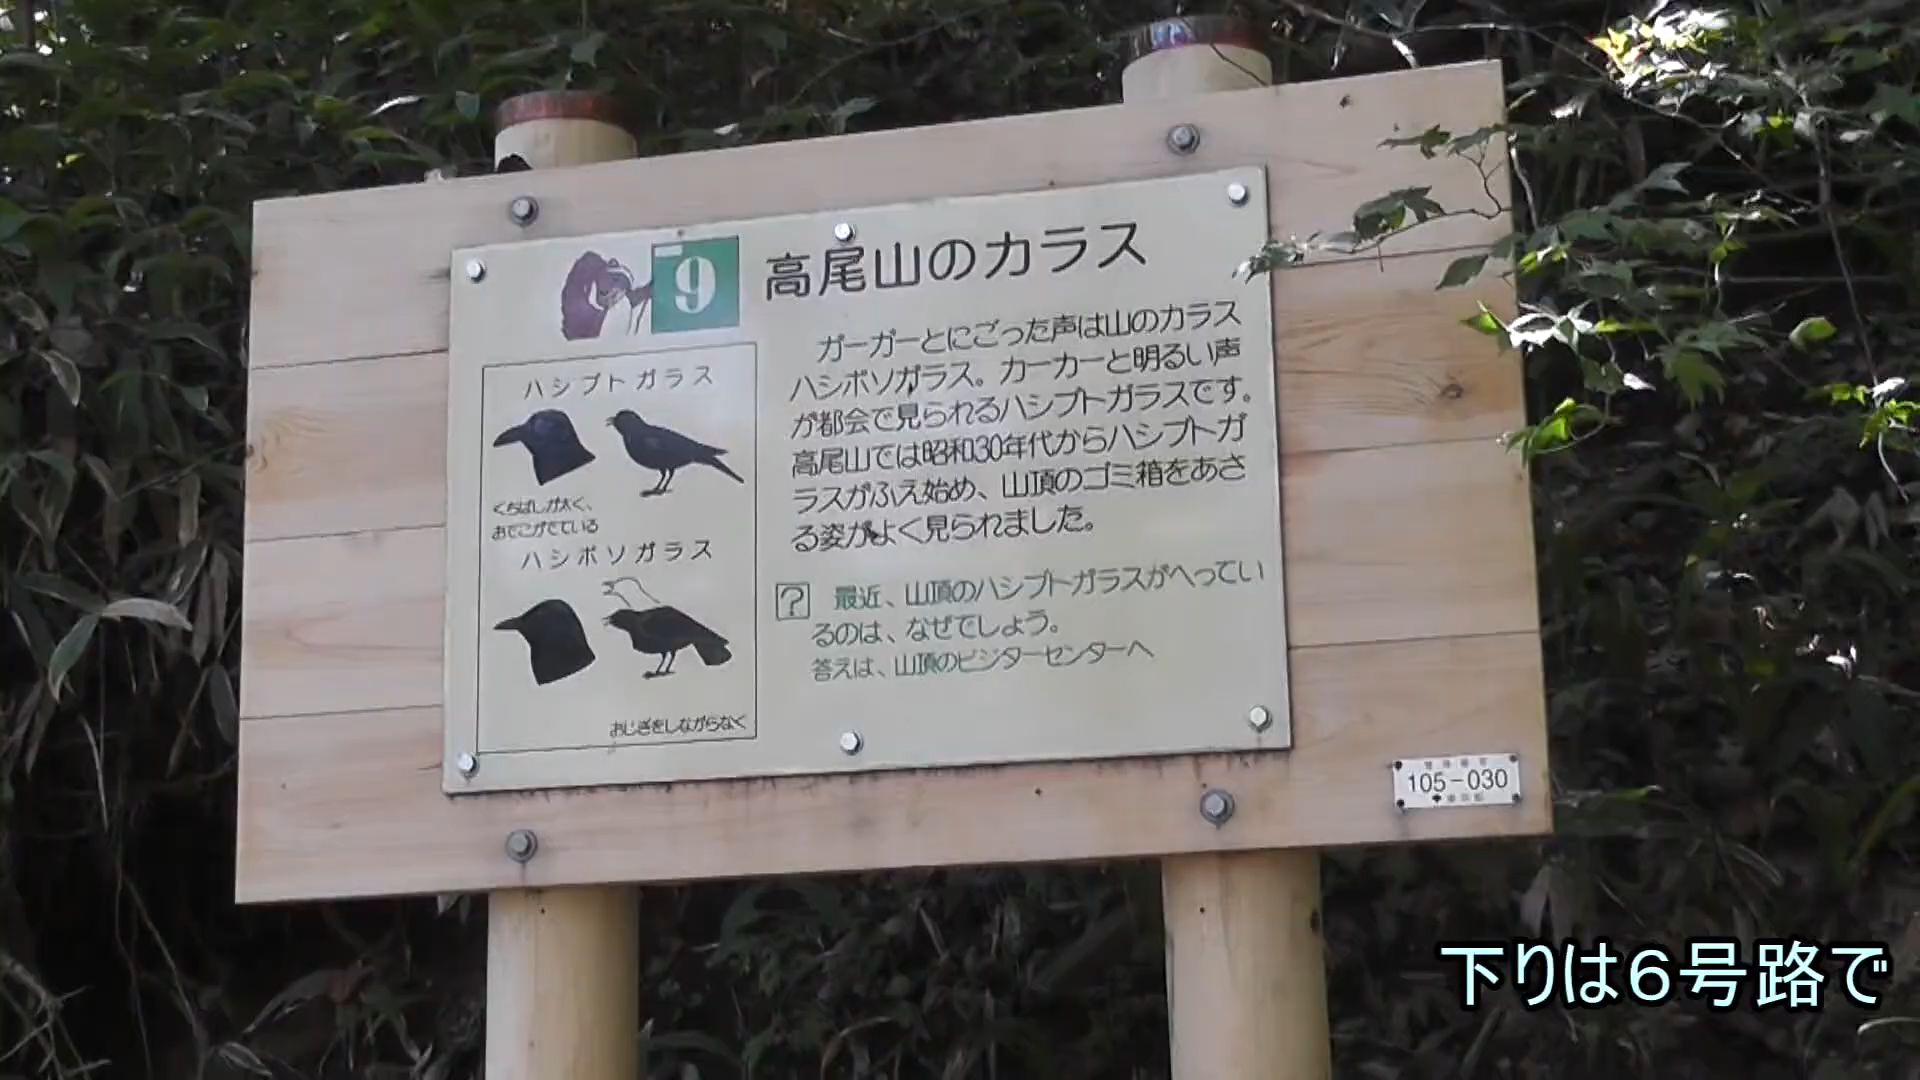 9
高尾山のカラス
ガーガーとにごった声は山のカラス
ハシボソガラス。カーカーと明るい声
が都会で見られるハシブトガラスです。
高尾山では昭和30年代からハシブトガ
ラスがふえ始め、山頂のゴミ箱をあさ
る姿がよく見られました。
? 最近、山頂のハシブトガラスがへってい
るのは、なぜでしょう。
答えは、山頂のビジターセンターへ
ハシブトガラス
くちばしが太く、
おでこがでている
ハシボソガラス
おじぎをしながらなく
105-030
下りは6号路で